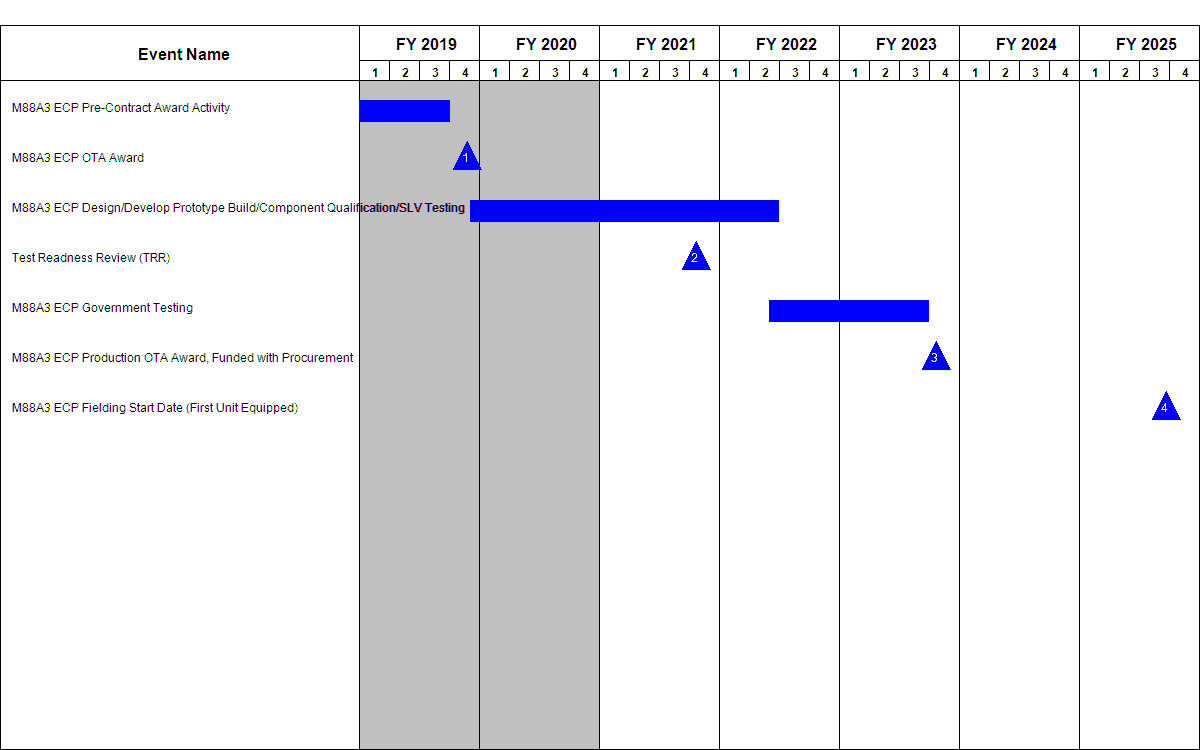 Event Name
FY 2019 FY 2020 FY 2021 FY 2022 FY 2023 FY 2024 FY 2025
1 2 3 4 1 2 3 4 1 2 3 4 1 2 3 4 1 2 3 4 1 2 3 4 1 2 3 4
M88A3 ECP Pre-Contract Award Activity
M88A3 ECP OTA Award 1
M88A3 ECP Design/Develop Prototype Build/Component Qualification/SLV Testing
Test Readness Review (TRR) 2
M88A3 ECP Government Testing
M88A3 ECP Production OTA Award, Funded with Procurement 3
M88A3 ECP Fielding Start Date (First Unit Equipped) 4